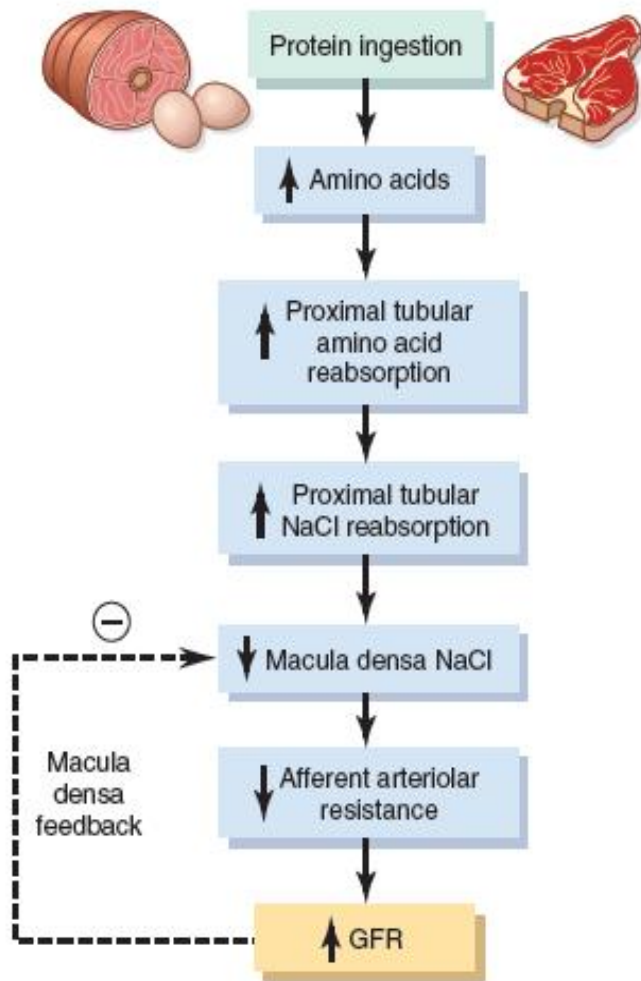 Protein ingestion
Amino acids
Proximal tubular
amino acid
reabsorption
Proximal tubular
NaCl reabsorption
Macula densa NaCl
Afferent arteriolar
resistance
Macula
densa
feedback
GFR